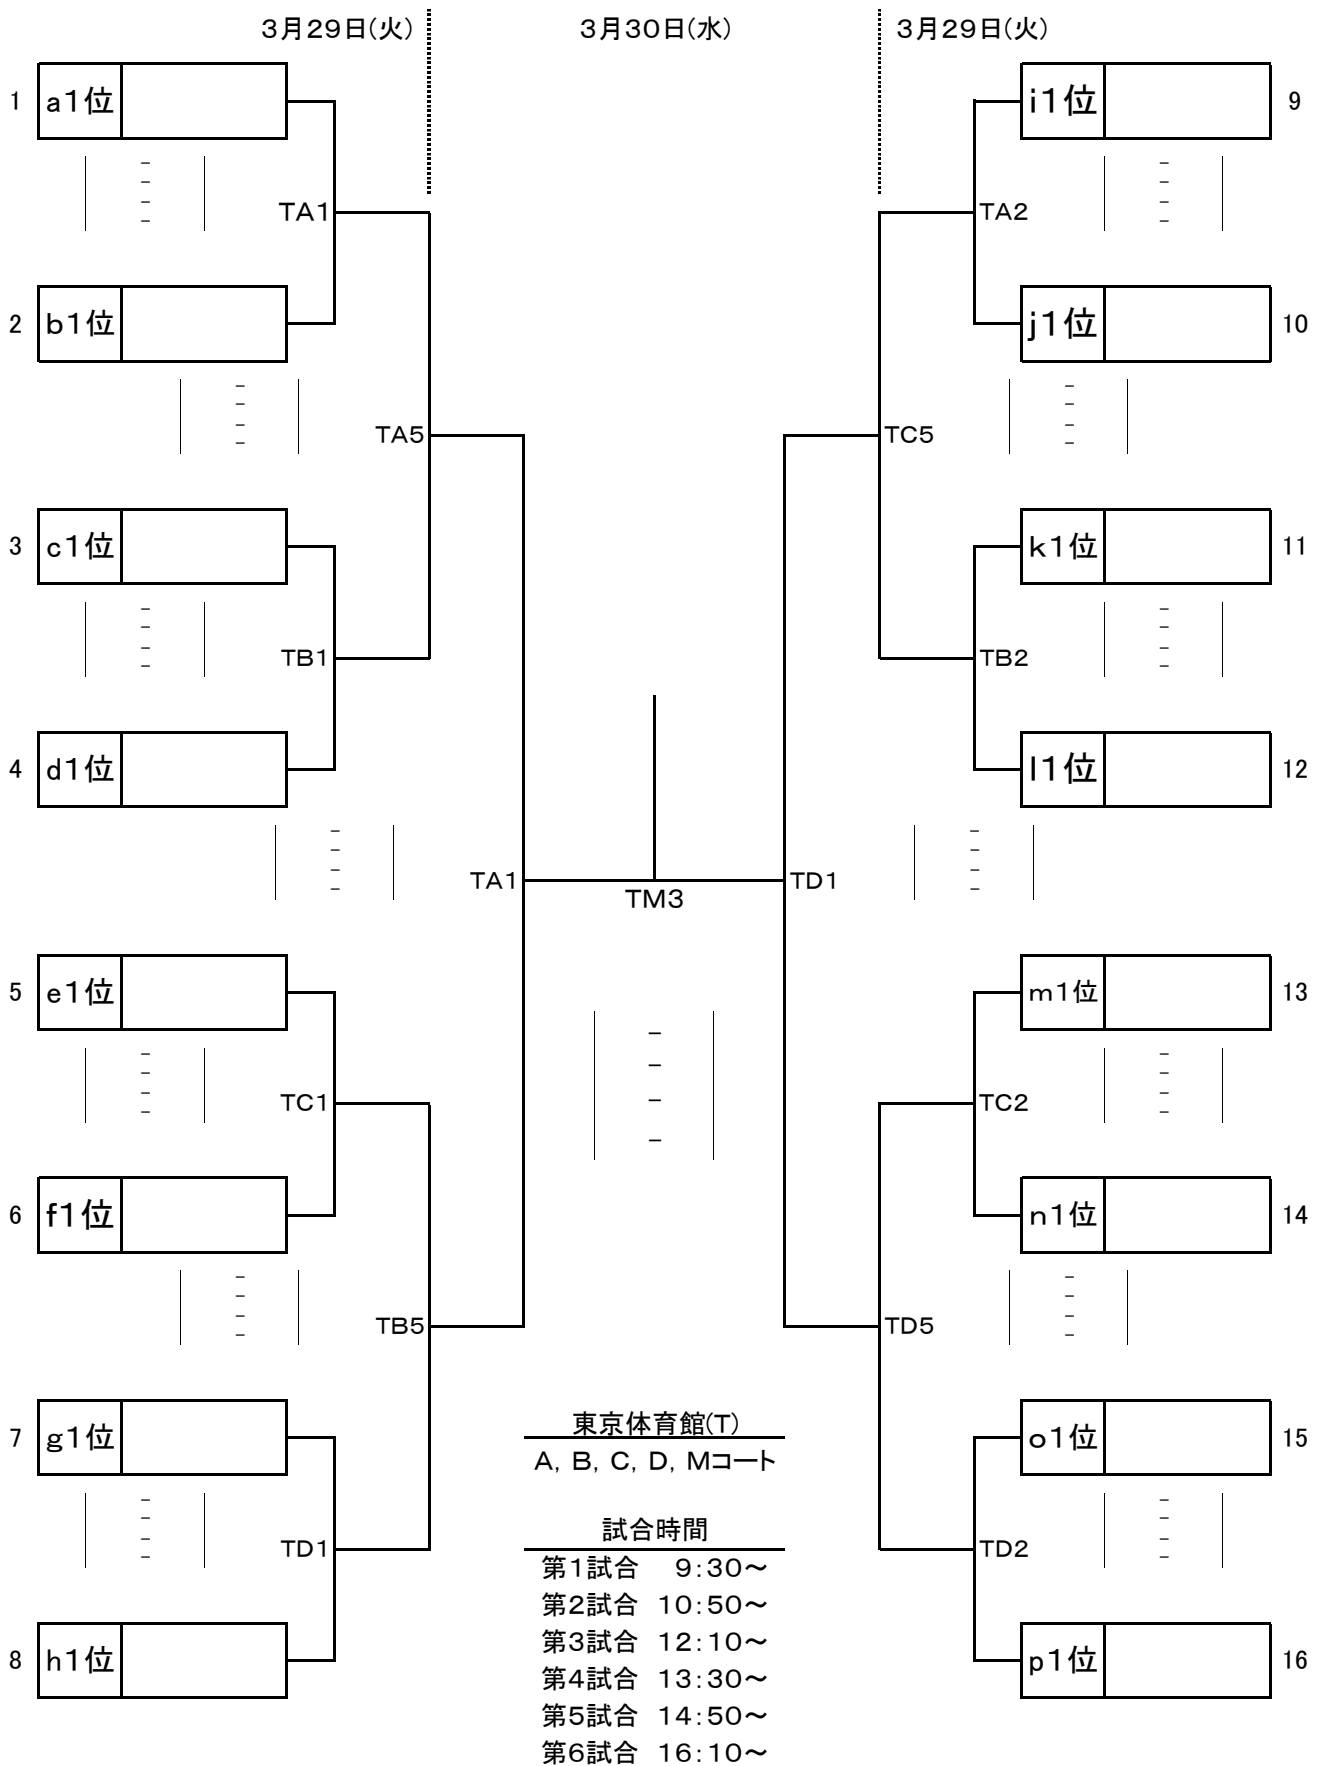 3月29日(火) 3月30日(水) 3月29日(火)
1 a1位 i1位 9
TA1 TA2
2 b1位 j1位 10
TA5 TC5
3 c1位 k1位 11
TB1 TB2
4 d1位 l1位 12
TA1 TD1
TM3
5 e1位 m1位 13
TC1 TC2
6 f1位 n1位 14
TB5 TD5
東京体育館(T)
7 g1位 o1位 15
A, B, C, D, Mコート
試合時間
TD1 TD2
第1試合 9:30～
第2試合 10:50～
第3試合 12:10～
8 h1位 p1位 16
第4試合 13:30～
第5試合 14:50～
第6試合 16:10～